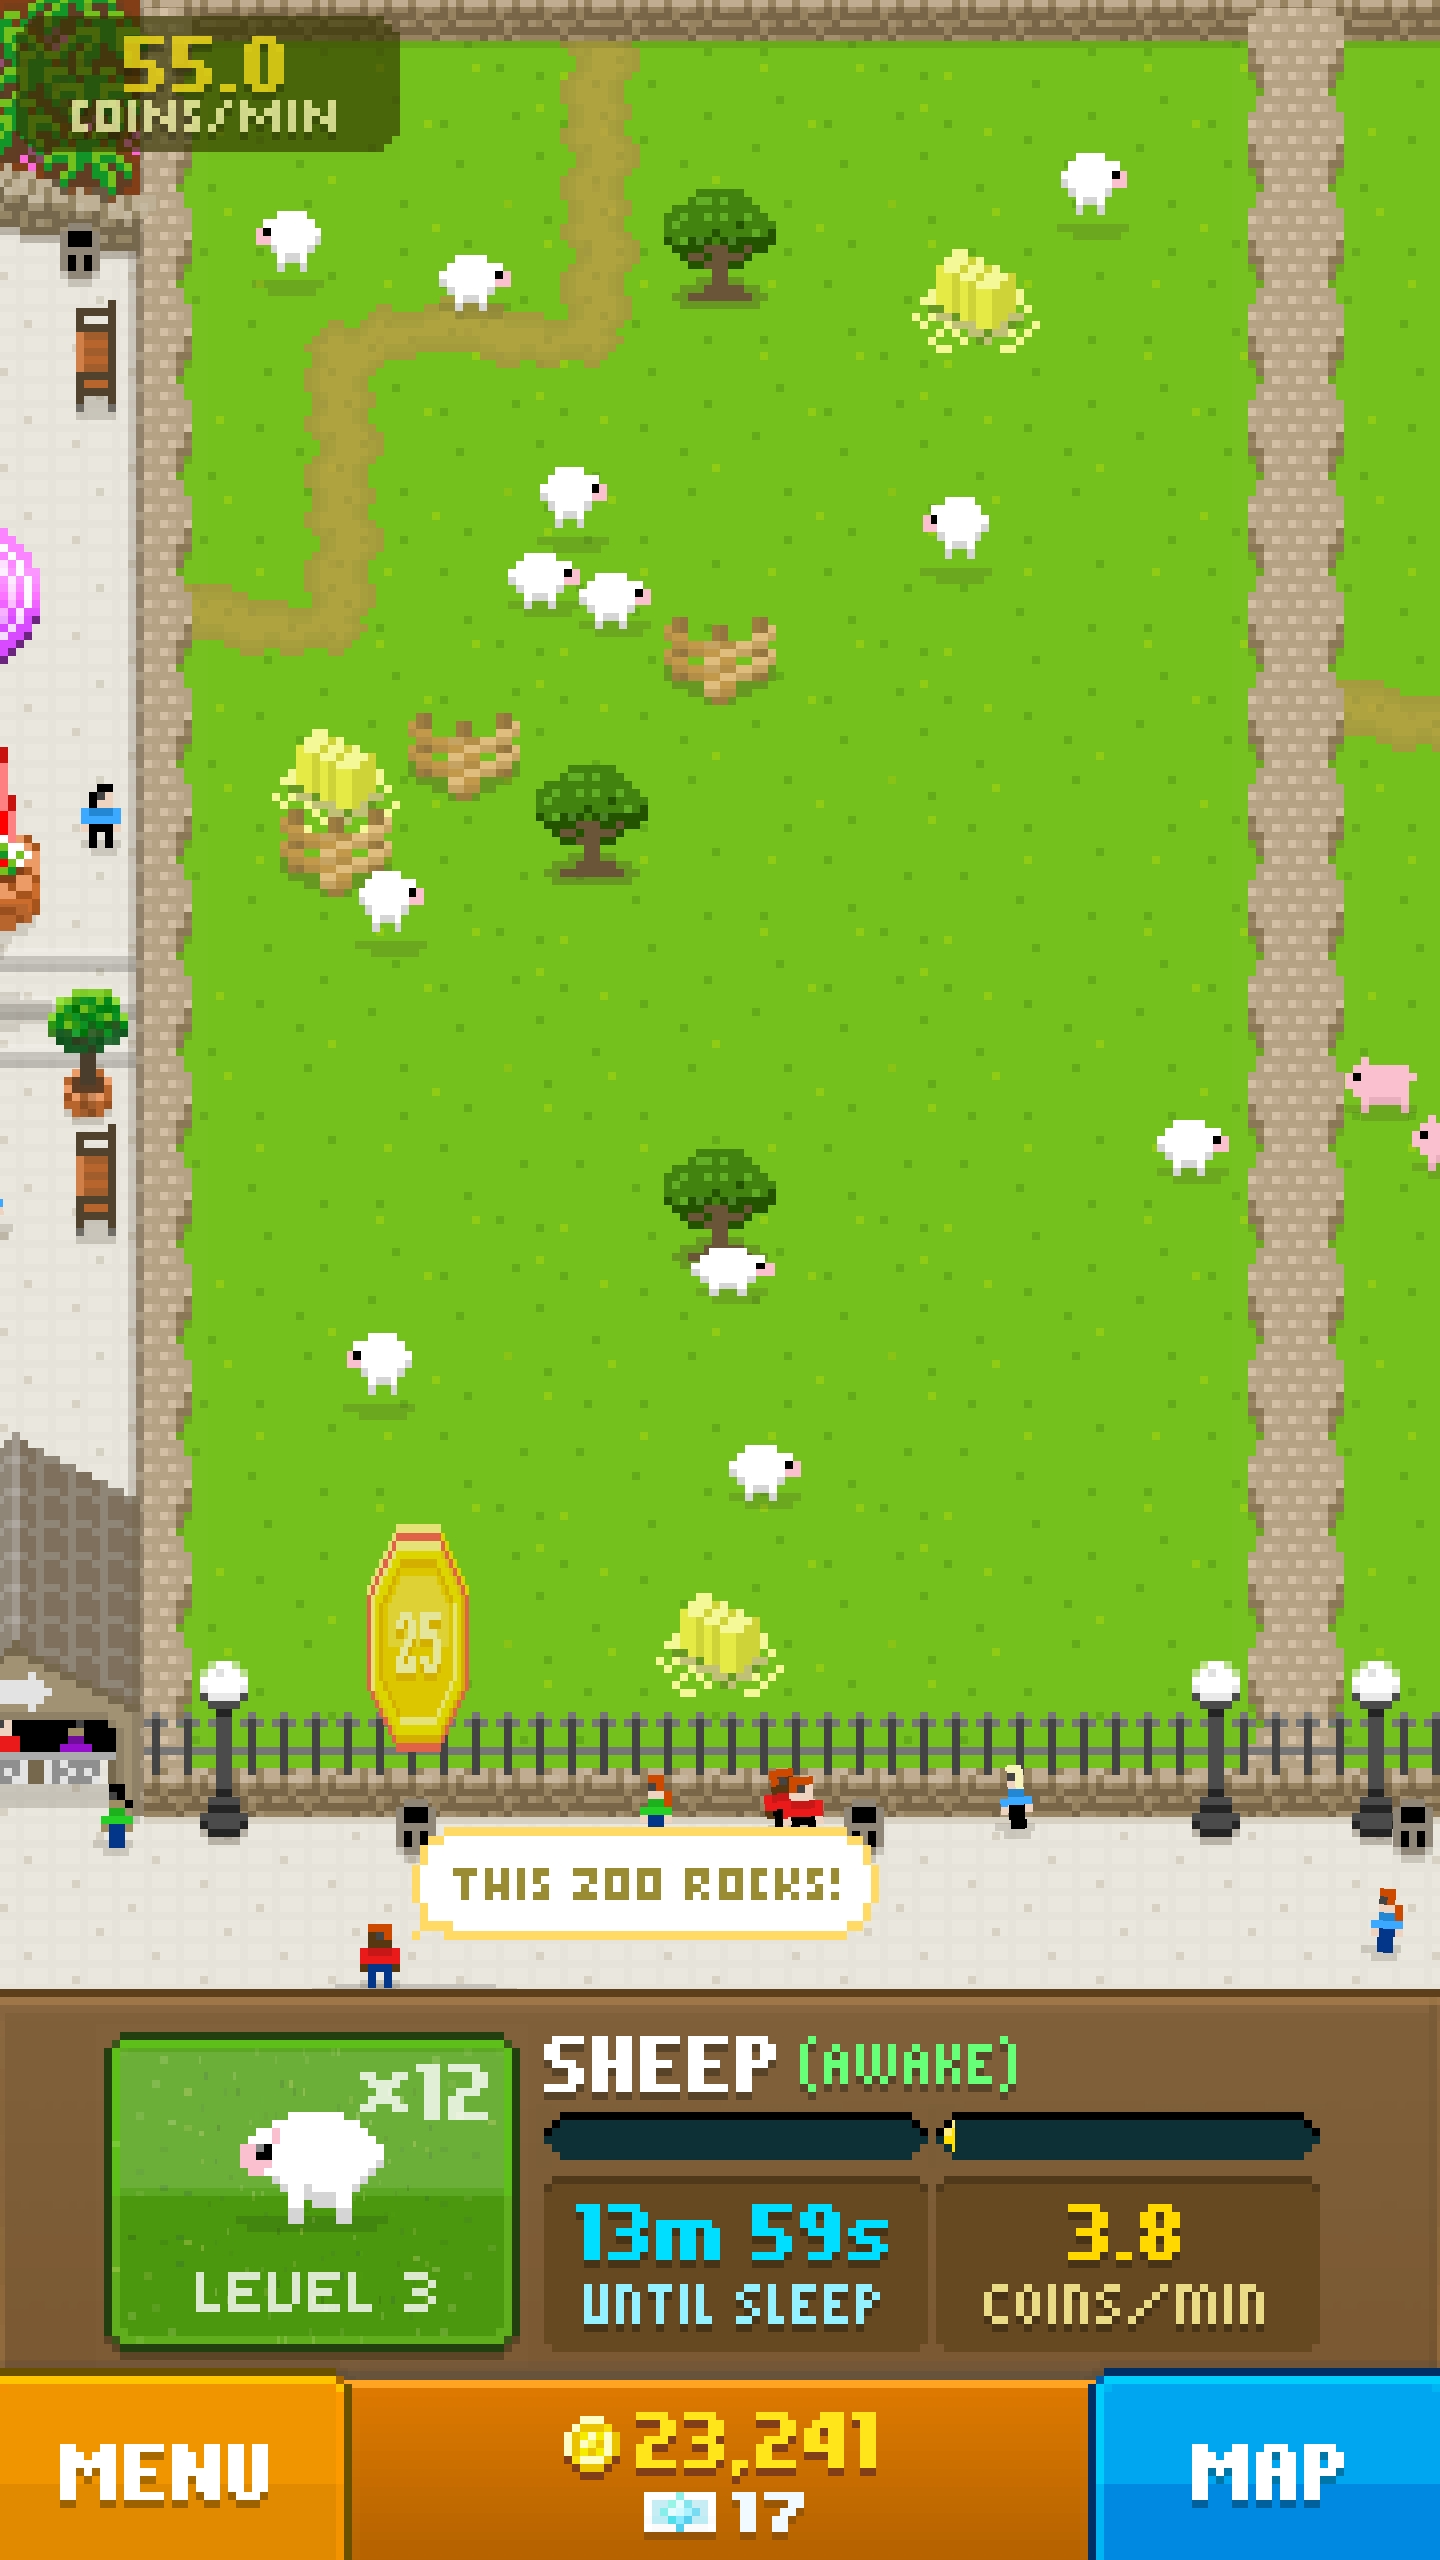 55.0
COINS/MIN
25
THIS ZOO ROCKS!
x12
LEVEL 3
SHEEP (AWAKE)
13m 59s
UNTIL SLEEP
3.8
COINS/MIN
MENU
23,241
17
MAP